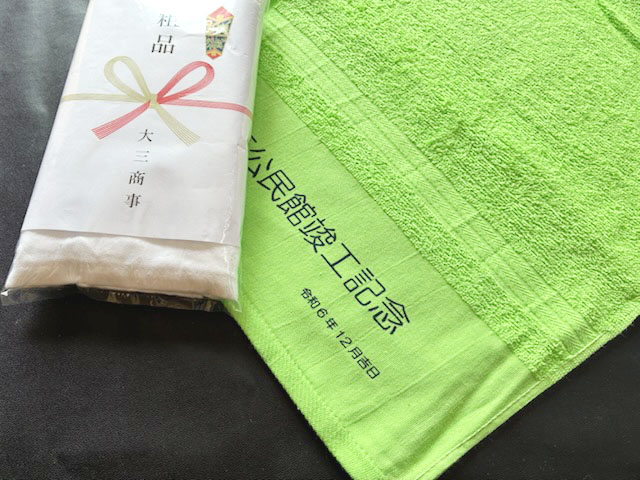 粗品
大三商事
公民館竣工記念
令和6年12月吉日